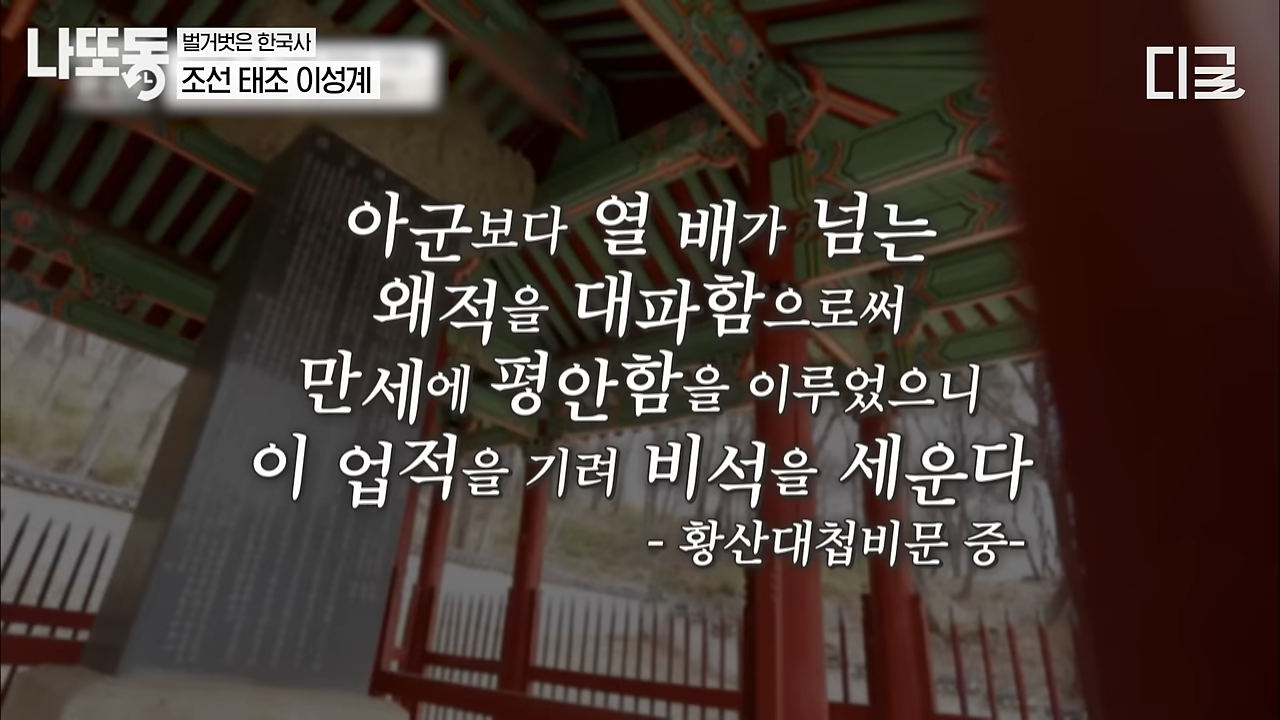 나또동
벌거벗은 한국사
조선 태조 이성계
디글
아군보다 열 배가 넘는
왜적을 대파함으로써
만세에 평안함을 이루었으니
이 업적을 기려 비석을 세운다
- 황산대첩비문 중-